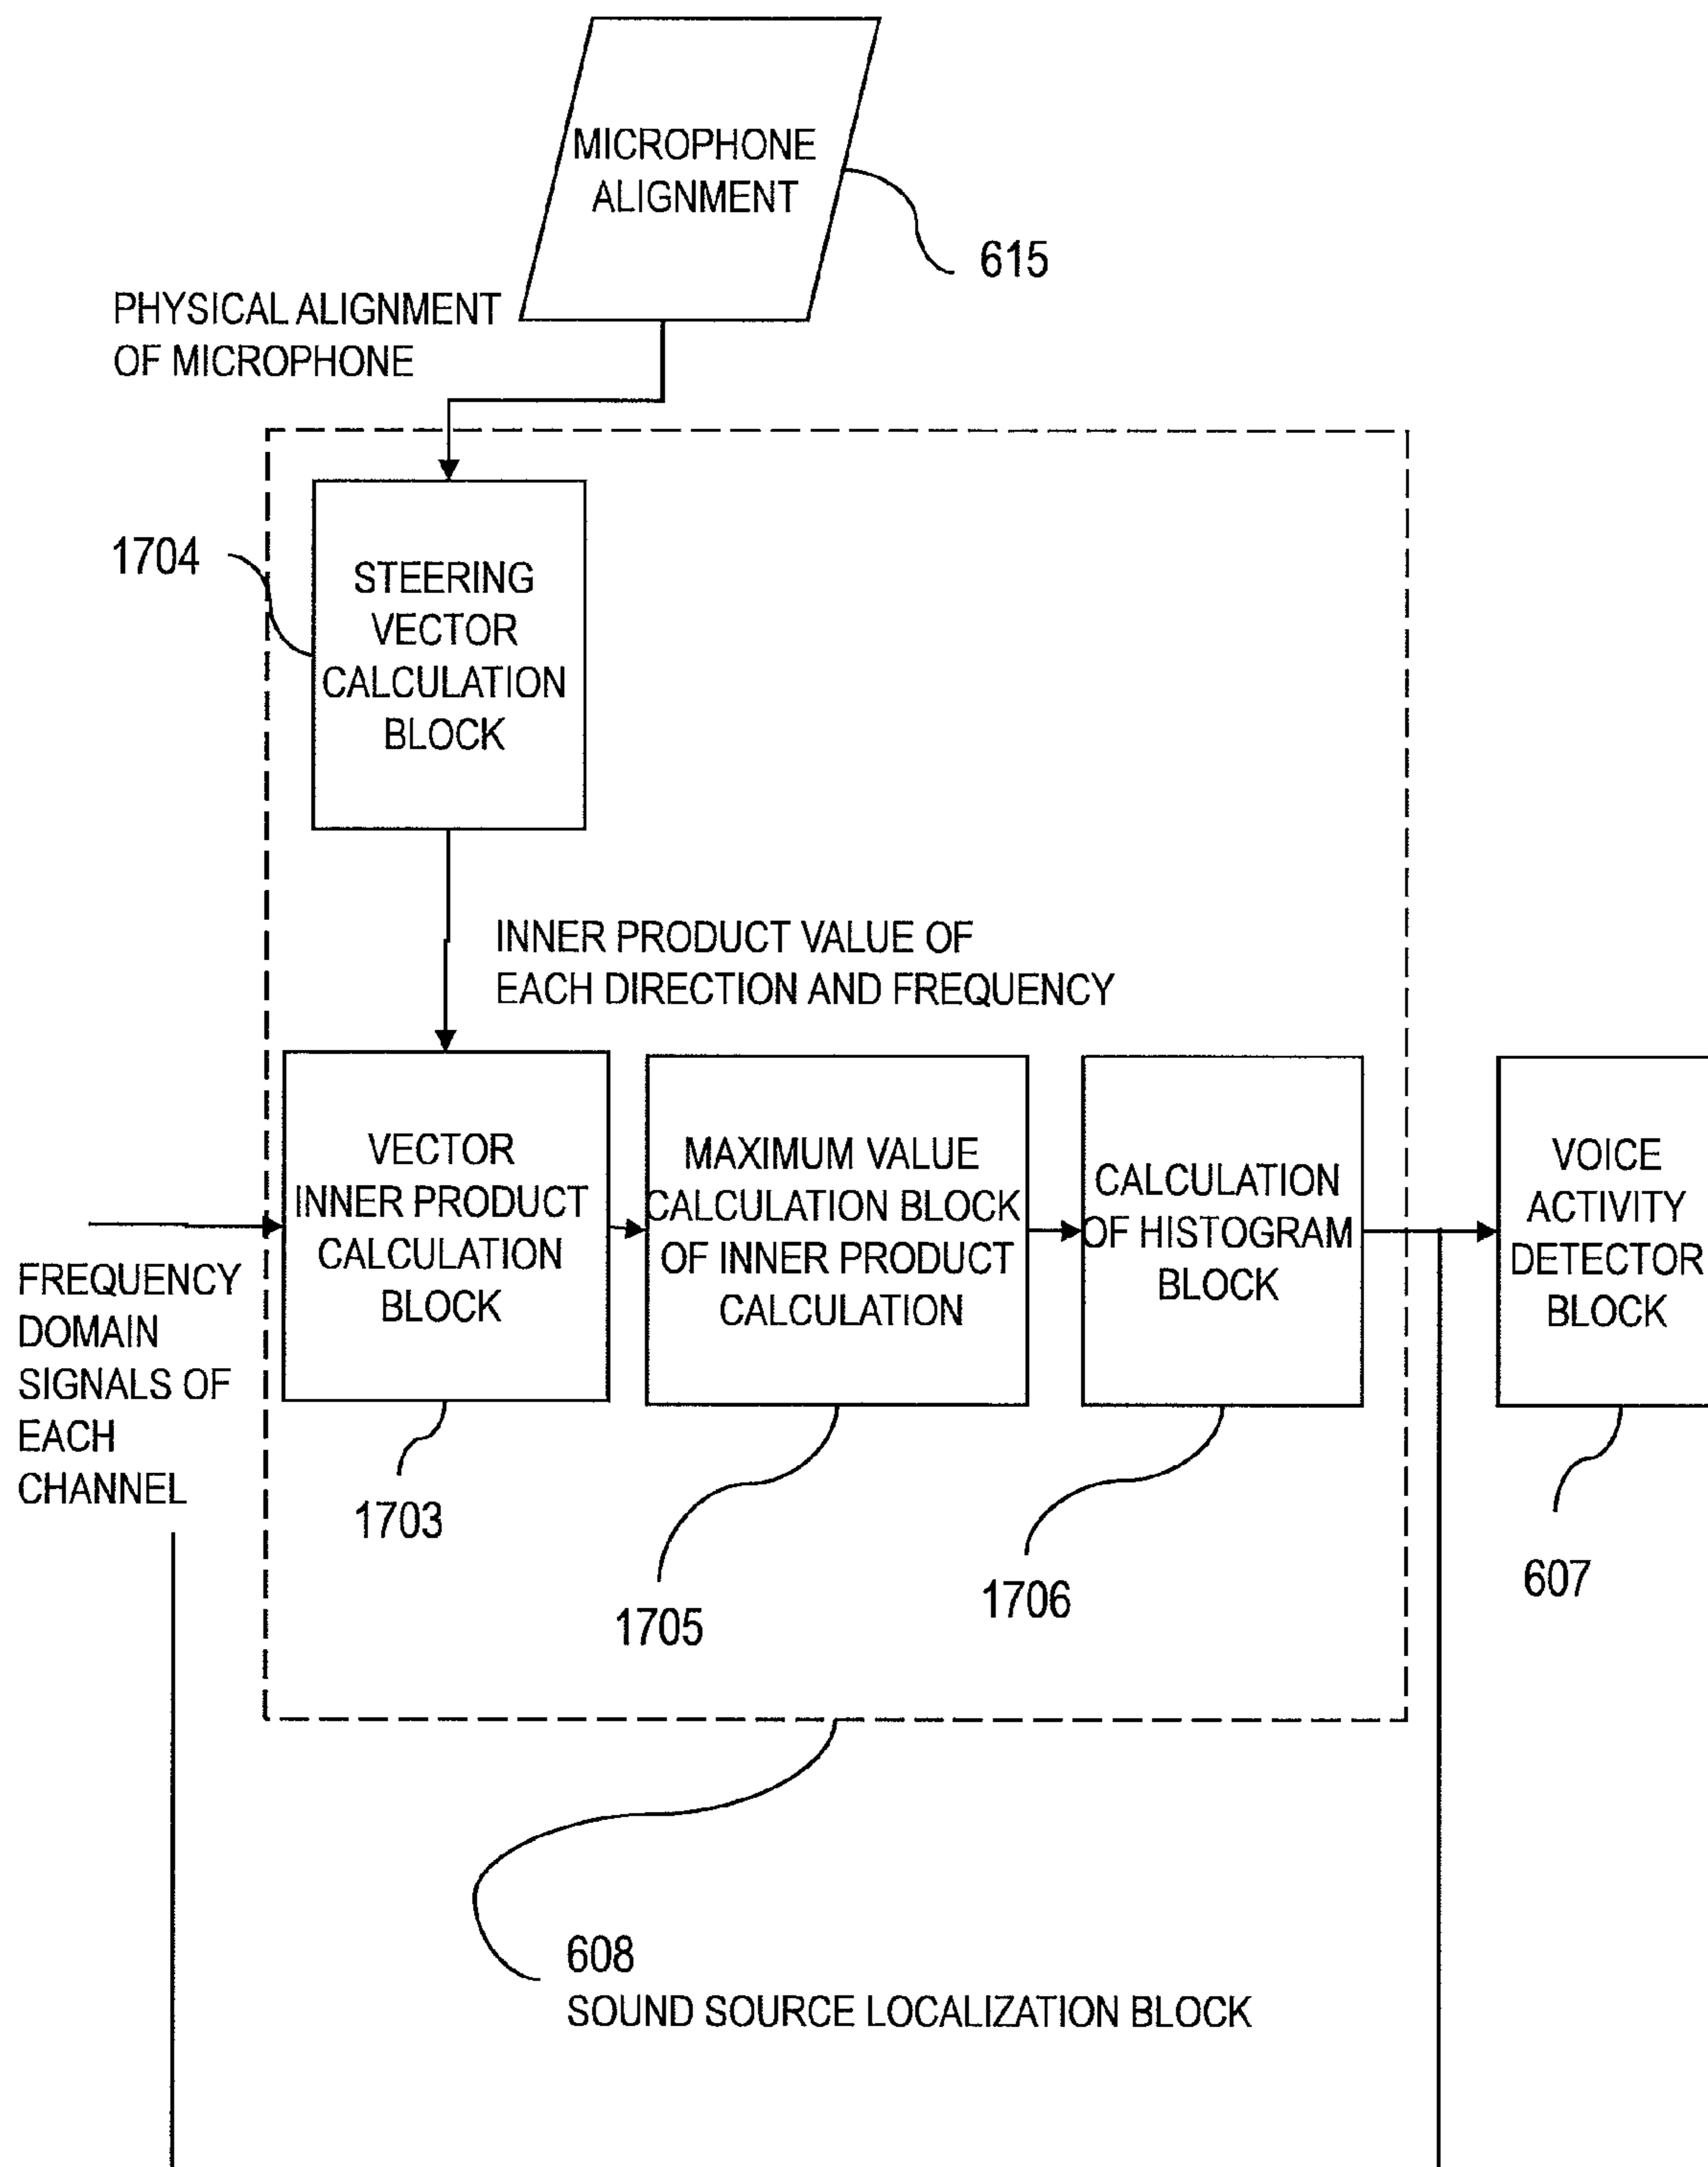 MICROPHONE
ALIGNMENT
615
PHYSICAL ALIGNMENT
OF MICROPHONE
1704
STEERING
VECTOR
CALCULATION
BLOCK
INNER PRODUCT VALUE OF
EACH DIRECTION AND FREQUENCY
FREQUENCY
DOMAIN
SIGNALS OF
EACH
CHANNEL
VECTOR
INNER PRODUCT
CALCULATION
BLOCK
1703
MAXIMUM VALUE
CALCULATION BLOCK
OF INNER PRODUCT
CALCULATION
1705
CALCULATION
OF HISTOGRAM
BLOCK
1706
VOICE
ACTIVITY
DETECTOR
BLOCK
607
608
SOUND SOURCE LOCALIZATION BLOCK